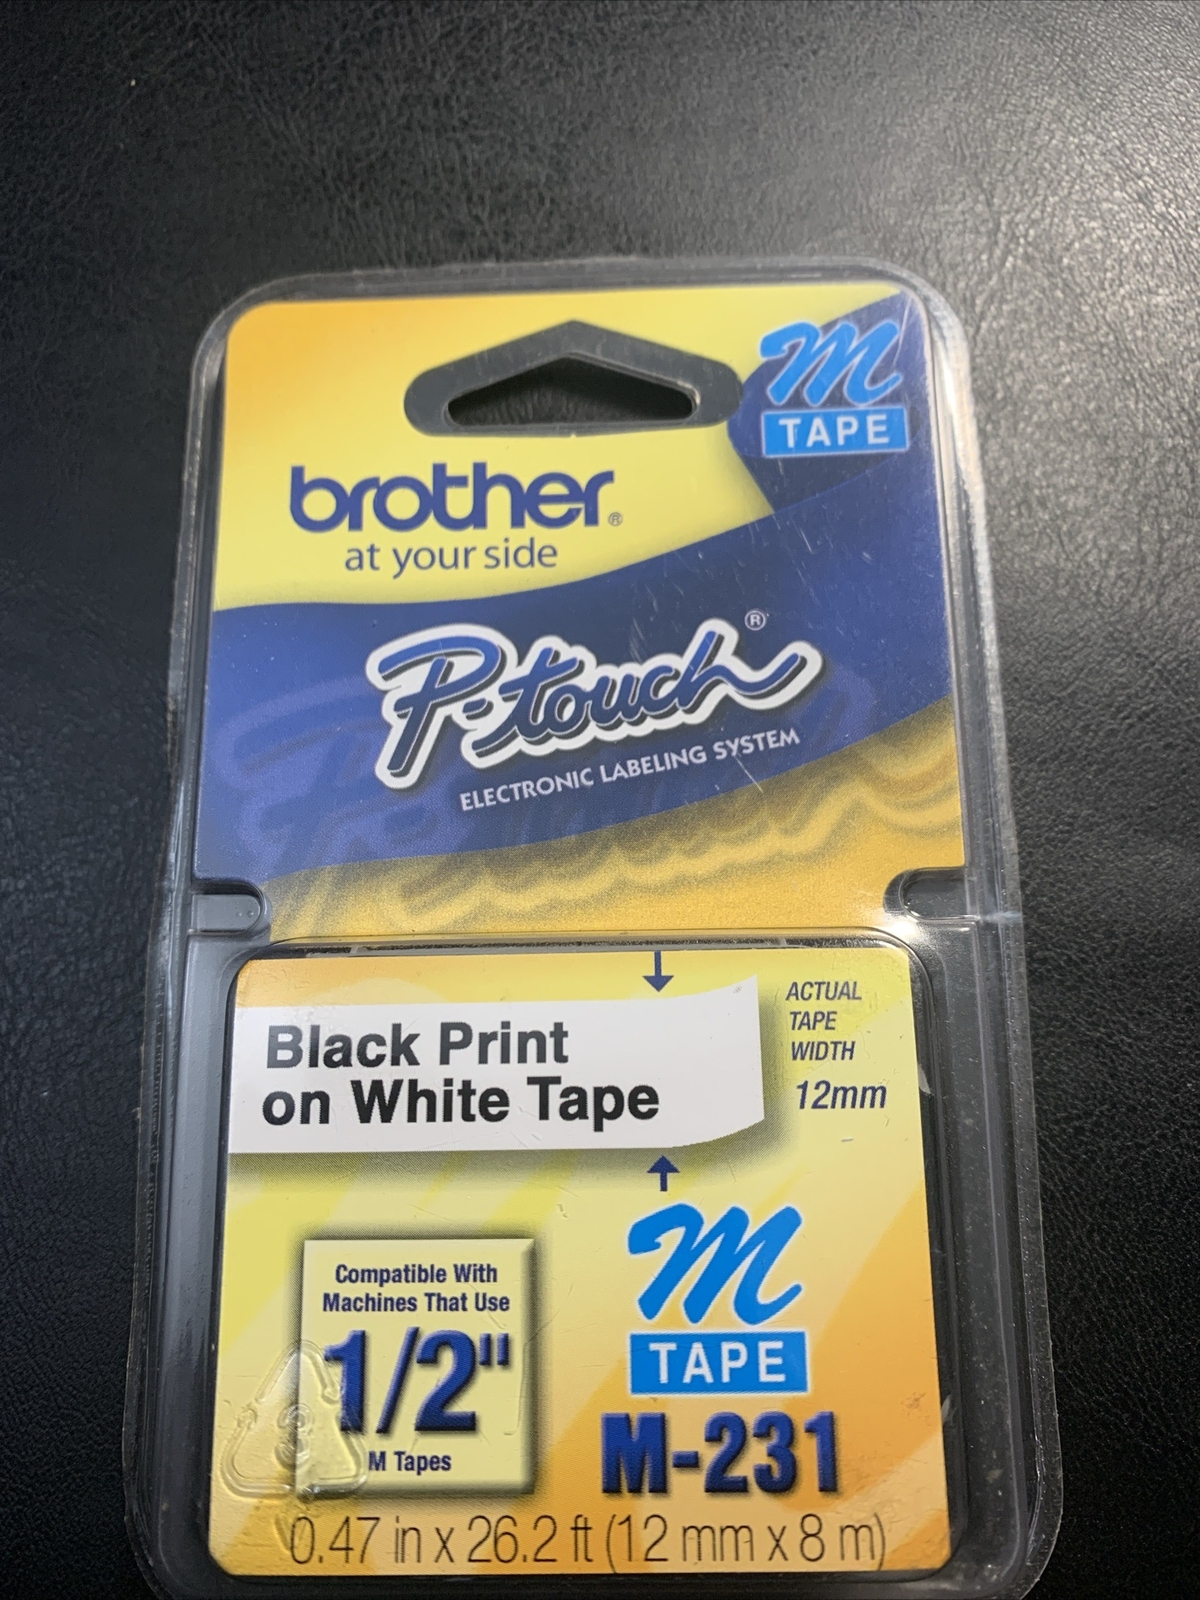 m
TAPE
brother®
at your side
P-touch®
ELECTRONIC LABELING SYSTEM
Black Print
on White Tape
ACTUAL
TAPE
WIDTH
12mm
Compatible With
Machines That Use
1/2"
M Tapes
m
TAPE
M-231
0.47 in x 26.2 ft (12 mm x 8 m)
3